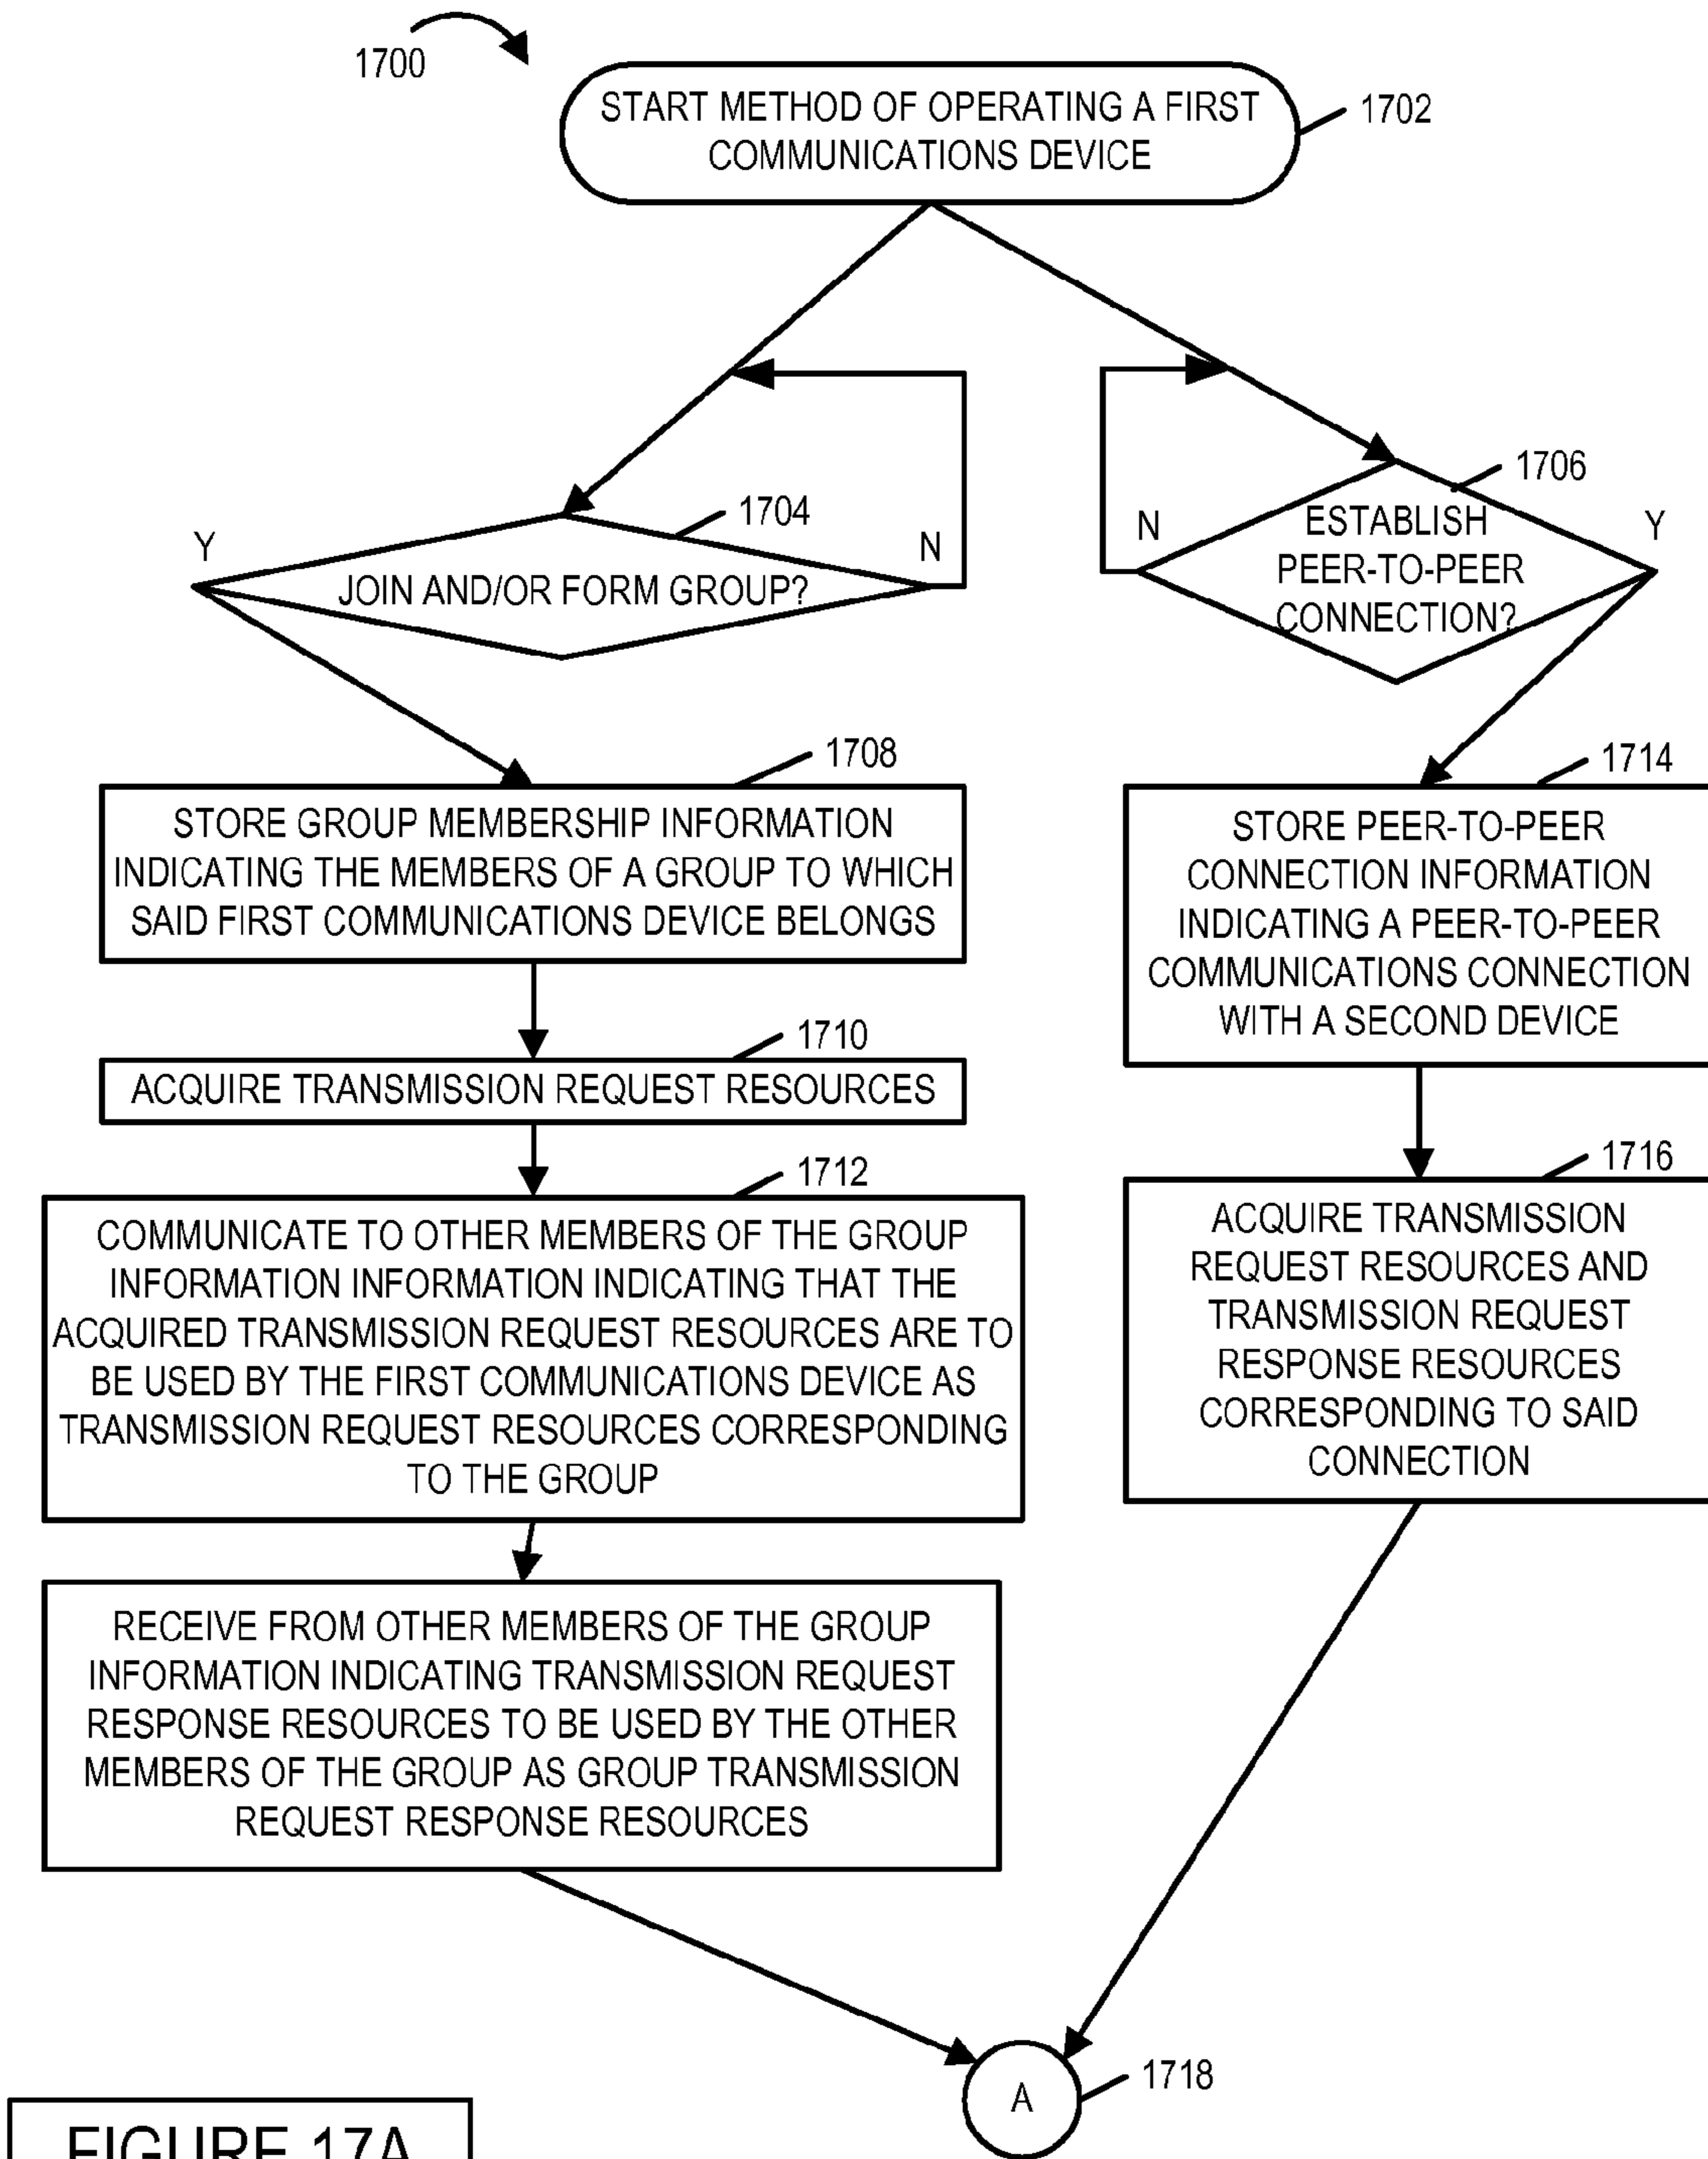 1700
START METHOD OF OPERATING A FIRST
COMMUNICATIONS DEVICE
1702
1704
Y
N
JOIN AND/OR FORM GROUP?
1706
N
Y
ESTABLISH
PEER-TO-PEER
CONNECTION?
1708
STORE GROUP MEMBERSHIP INFORMATION
INDICATING THE MEMBERS OF A GROUP TO WHICH
SAID FIRST COMMUNICATIONS DEVICE BELONGS
1710
ACQUIRE TRANSMISSION REQUEST RESOURCES
1712
COMMUNICATE TO OTHER MEMBERS OF THE GROUP
INFORMATION INFORMATION INDICATING THAT THE
ACQUIRED TRANSMISSION REQUEST RESOURCES ARE TO
BE USED BY THE FIRST COMMUNICATIONS DEVICE AS
TRANSMISSION REQUEST RESOURCES CORRESPONDING
TO THE GROUP
RECEIVE FROM OTHER MEMBERS OF THE GROUP
INFORMATION INDICATING TRANSMISSION REQUEST
RESPONSE RESOURCES TO BE USED BY THE OTHER
MEMBERS OF THE GROUP AS GROUP TRANSMISSION
REQUEST RESPONSE RESOURCES
1714
STORE PEER-TO-PEER
CONNECTION INFORMATION
INDICATING A PEER-TO-PEER
COMMUNICATIONS CONNECTION
WITH A SECOND DEVICE
1716
ACQUIRE TRANSMISSION
REQUEST RESOURCES AND
TRANSMISSION REQUEST
RESPONSE RESOURCES
CORRESPONDING TO SAID
CONNECTION
A
1718
FIGURE 17A